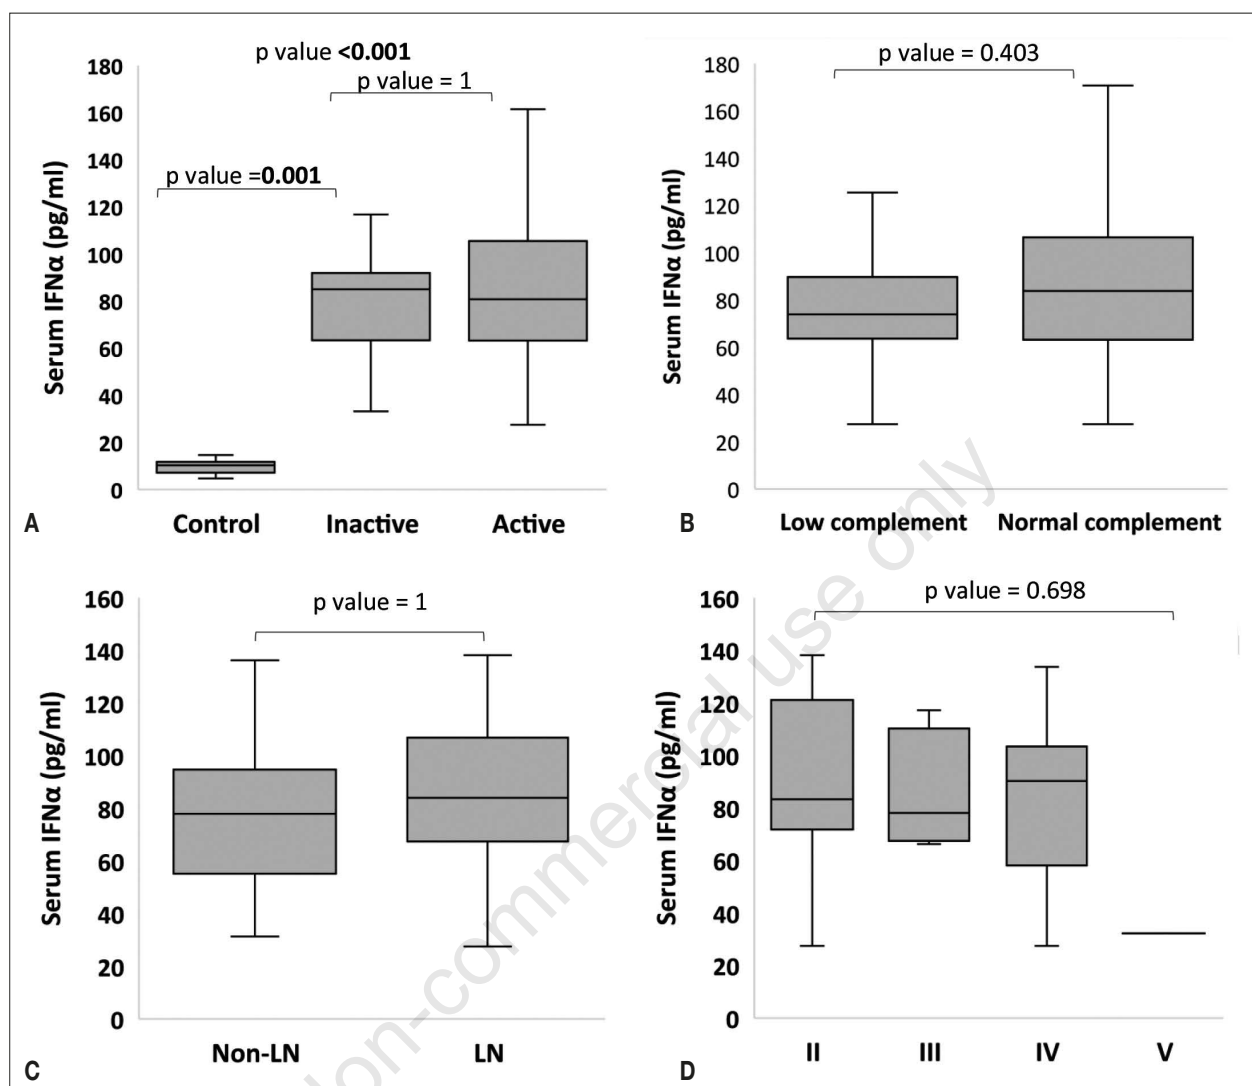 p value <0.001
p value = 1
p value =0.001
180
160
140
120
100
80
60
40
20
0
Serum IFNα (pg/ml)
Control Inactive Active
A
p value = 0.403
180
160
140
120
100
80
60
40
20
0
Serum IFNα (pg/ml)
Low complement Normal complement
B
p value = 1
160
140
120
100
80
60
40
20
0
Serum IFNα (pg/ml)
Non-LN LN
C
p value = 0.698
160
140
120
100
80
60
40
20
0
Serum IFNα (pg/ml)
II III IV V
D
on-commercial use only